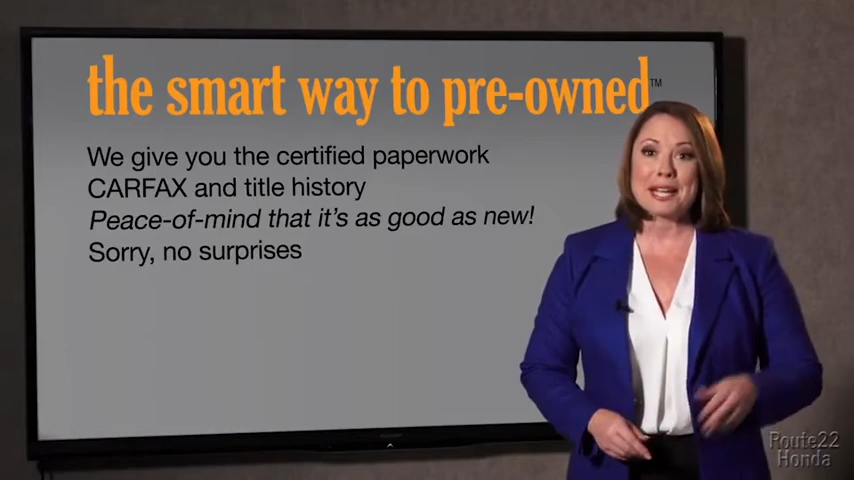 the smart way to pre-owned™
We give you the certified paperwork
CARFAX and title history
Peace-of-mind that it's as good as new!
Sorry, no surprises
Route22
Honda